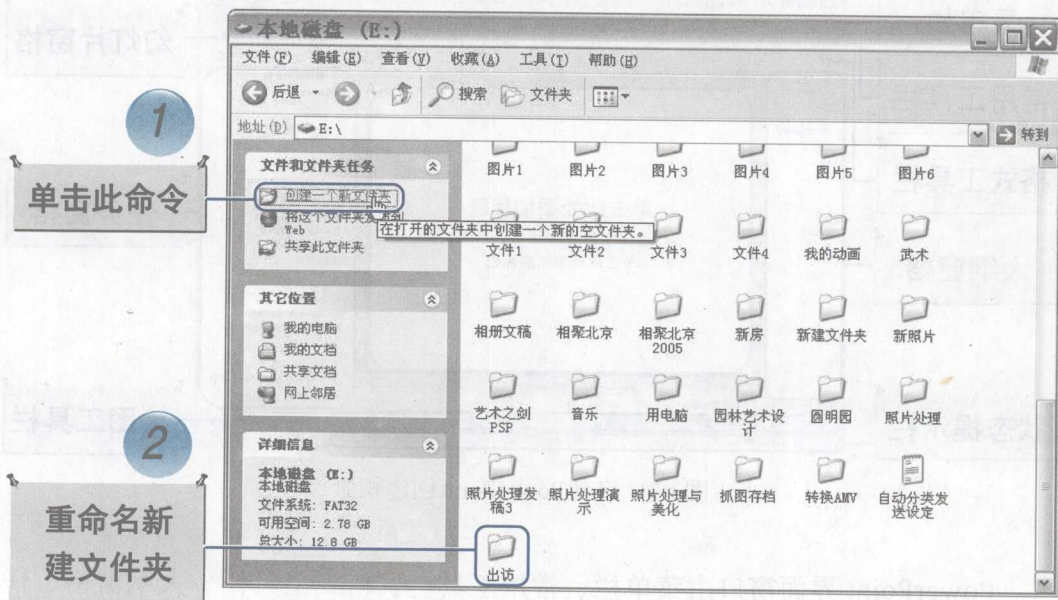 本地磁盘 (E:)
文件(F) 编辑(E) 查看(V) 收藏(A) 工具(T) 帮助(H)
后退 搜索 文件夹
地址(D) E:\ 转到
1
单击此命令
文件和文件夹任务
创建一个新文件夹
将这个文件夹发布到
Web
在打开的文件夹中创建一个新的空文件夹。
共享此文件夹
其它位置
我的电脑
我的文档
共享文档
网上邻居
详细信息
本地磁盘 (E:)
本地磁盘
文件系统: FAT32
可用空间: 2.78 GB
总大小: 12.8 GB
图片1 图片2 图片3 图片4 图片5 图片6
文件1 文件2 文件3 文件4 我的动画 武术
相册文稿 相聚北京 相聚北京 新房 新建文件夹 新照片
2005
艺术之剑 音乐 用电脑 园林艺术设 圆明园 照片处理
PSP 计
照片处理发 照片处理演 照片处理与 抓图存档 转换AMV 自动分类发
稿3 示 美化 送设定
出访
2
重命名新
建文件夹